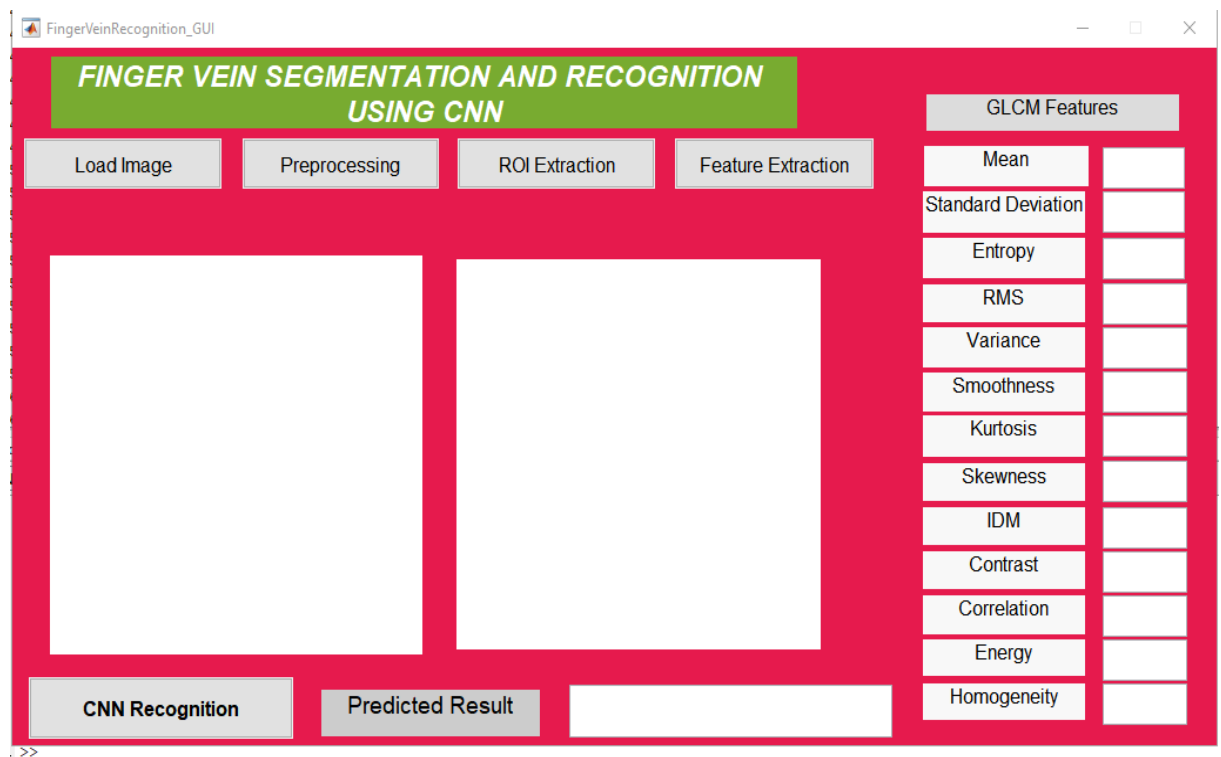 FingerVeinRecognition_GUI
FINGER VEIN SEGMENTATION AND RECOGNITION
USING CNN
Load Image
Preprocessing
ROI Extraction
Feature Extraction
GLCM Features
Mean
Standard Deviation
Entropy
RMS
Variance
Smoothness
Kurtosis
Skewness
IDM
Contrast
Correlation
Energy
Homogeneity
CNN Recognition
Predicted Result
>>